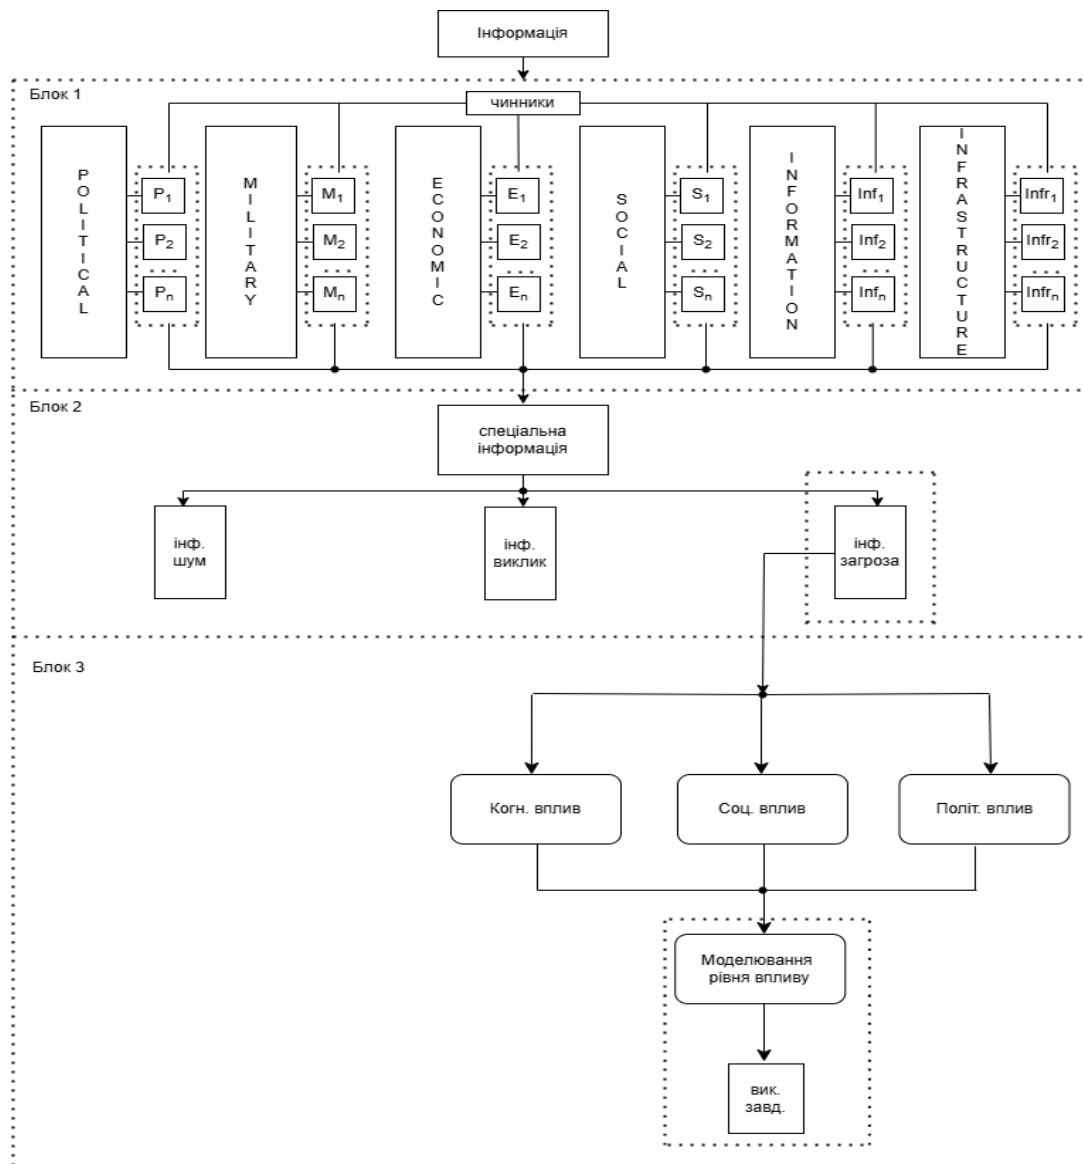 Інформація
Блок 1
чинники
POLITICAL
P1
P2
Pn
MILITARY
M1
M2
Mn
ECONOMIC
E1
E2
En
SOCIAL
S1
S2
Sn
INFORMATION
Inf1
Inf2
Infn
INFRASTRUCTURE
Infr1
Infr2
Infrn
Блок 2
спеціальна
інформація
інф.
шум
інф.
виклик
інф.
загроза
Блок 3
Когн. вплив
Соц. вплив
Політ. вплив
Моделювання
рівня впливу
вик.
завд.